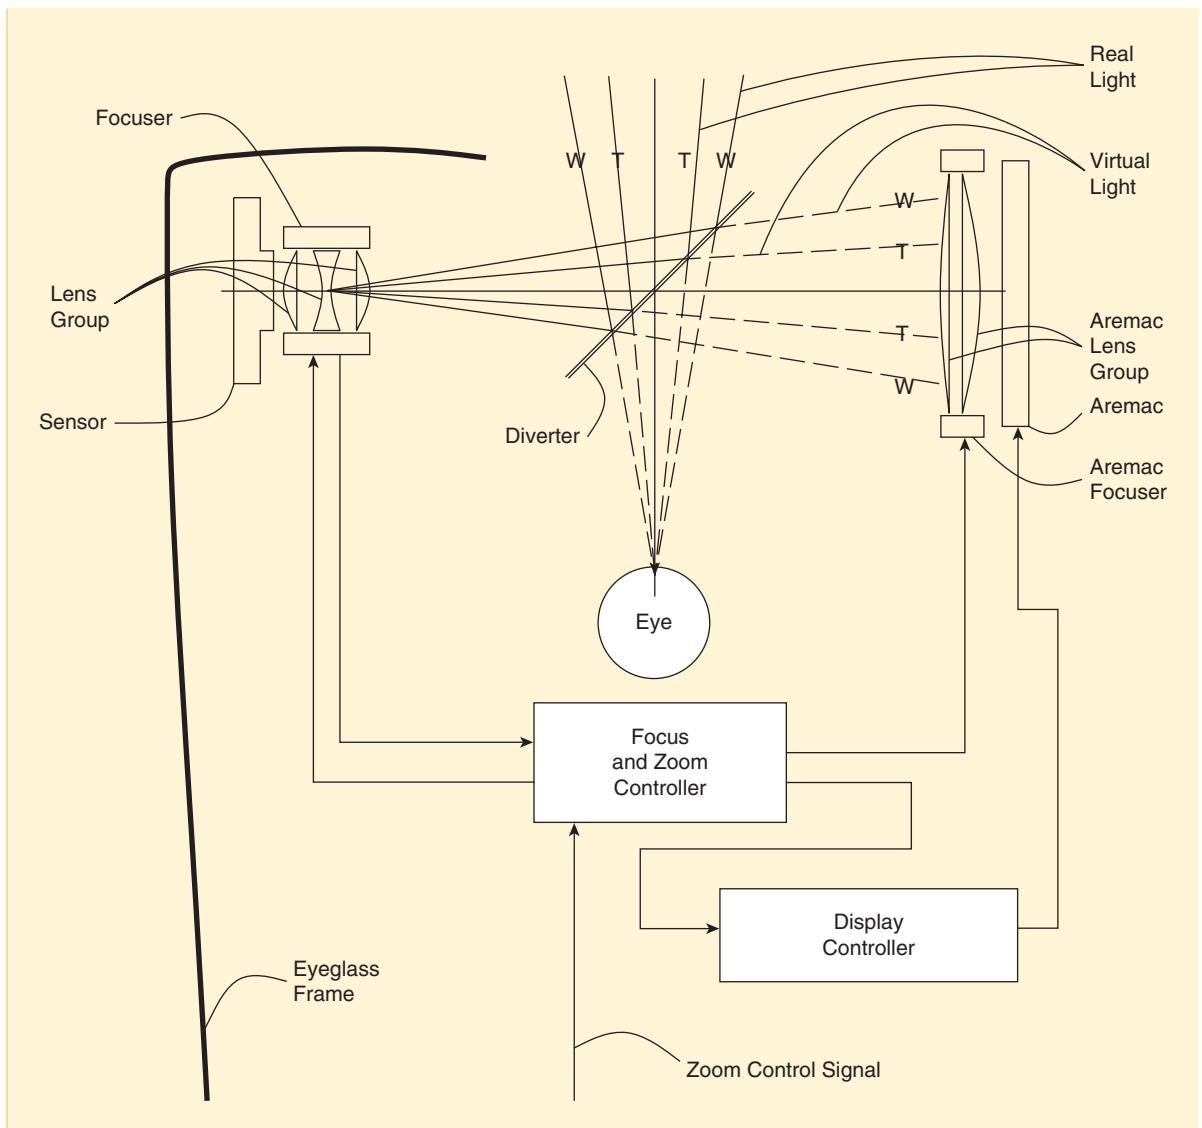 Real
Light
Focuser
W T T W
Virtual
Light
W
T
Lens
Group
Aremac
Lens
Group
T
W
Aremac
Sensor
Diverter
Aremac
Focuser
Eye
Focus
and Zoom
Controller
Display
Controller
Eyeglass
Frame
Zoom Control Signal